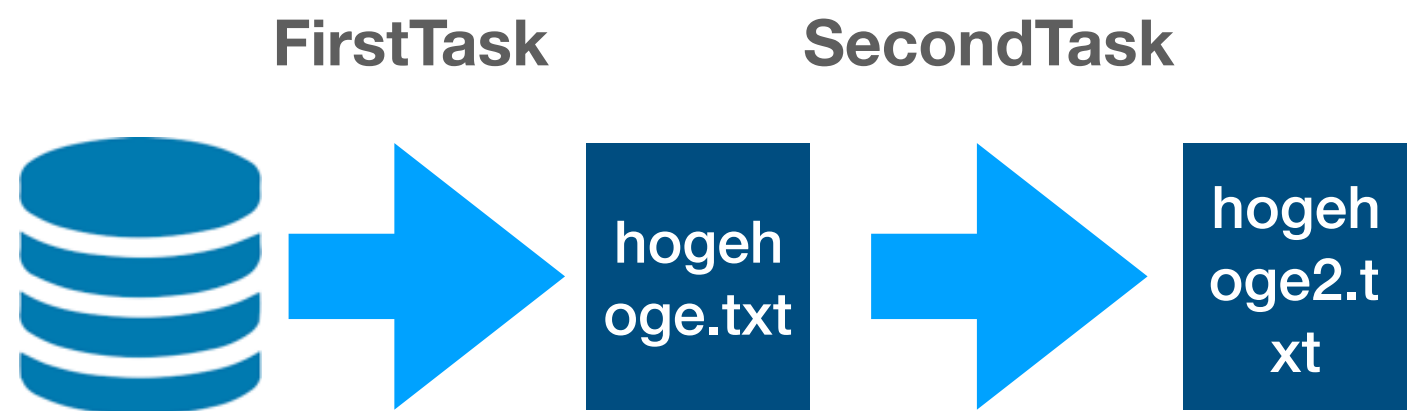 FirstTask
SecondTask
hogeh
oge.txt
hogeh
oge2.t
xt